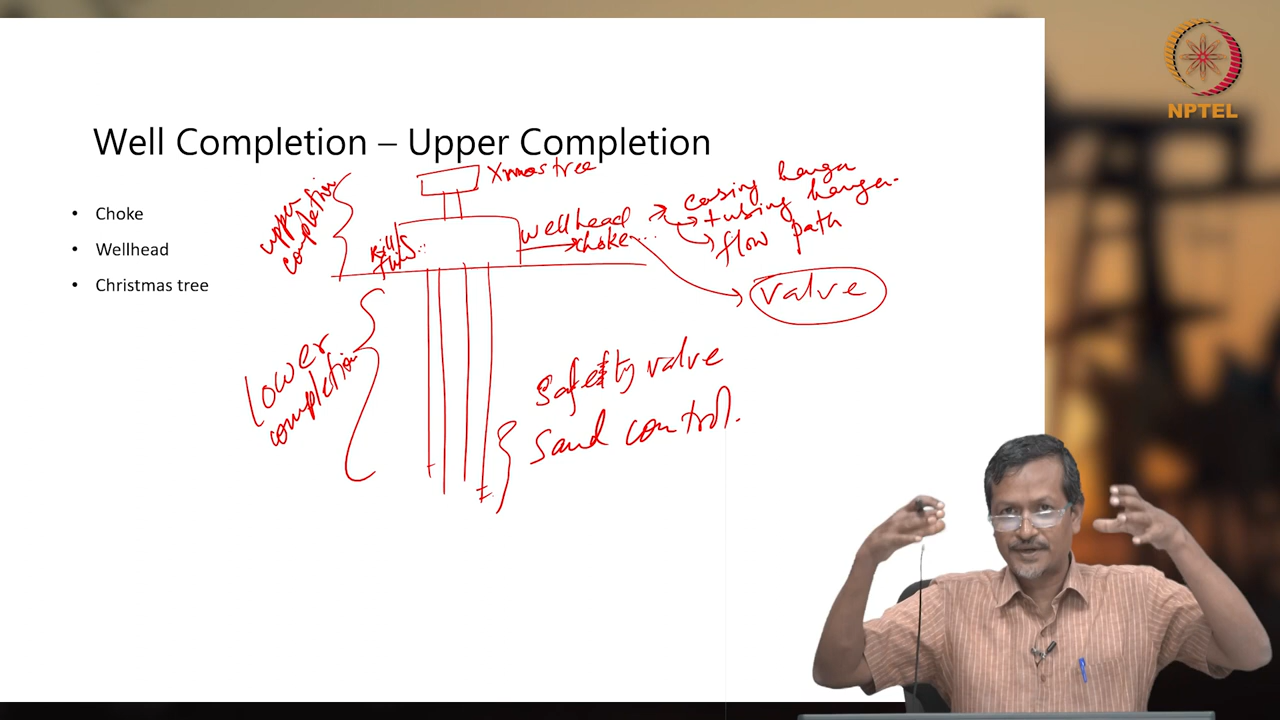 NPTEL
Well Completion – Upper Completion
• Choke
• Wellhead
• Christmas tree
Xmas tree
upper
completion
kill
wellhead
choke...
casing hanger
tubing hanger
flow path
valve
Lower
completion
Safety valve
Sand control.